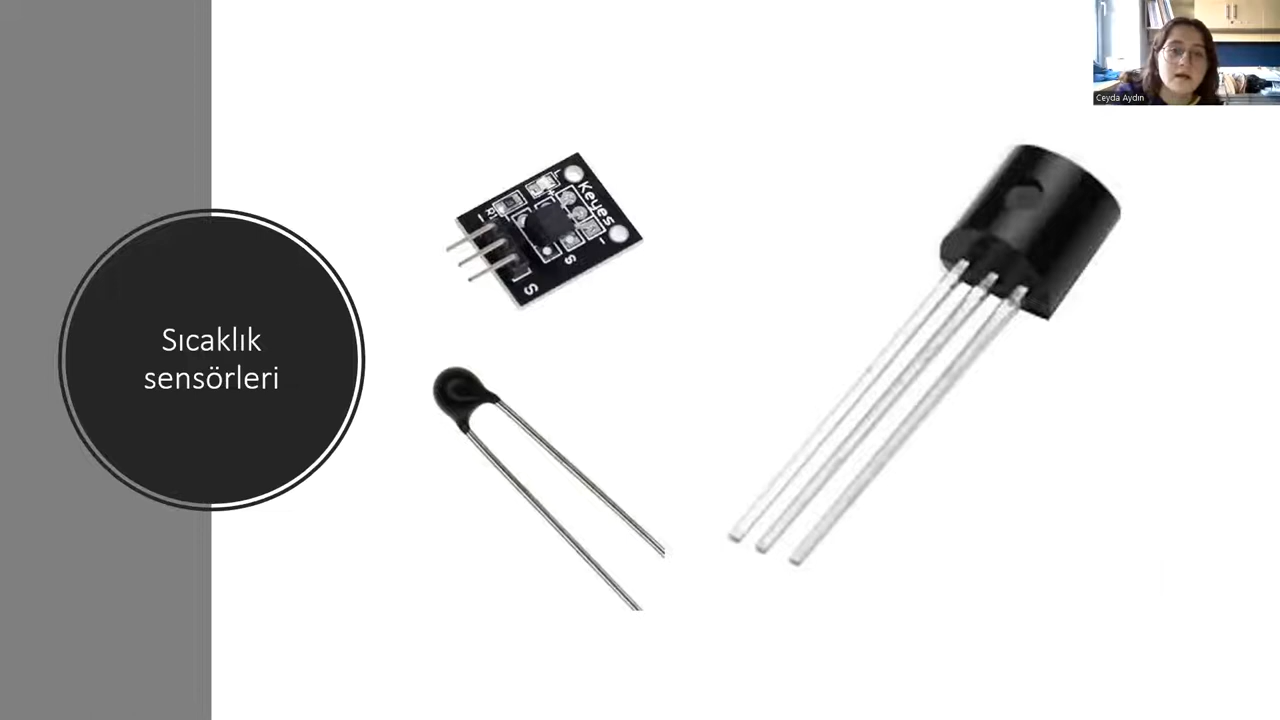 Ceyda Aydın
Keyes
S
S
Sıcaklık
sensörleri